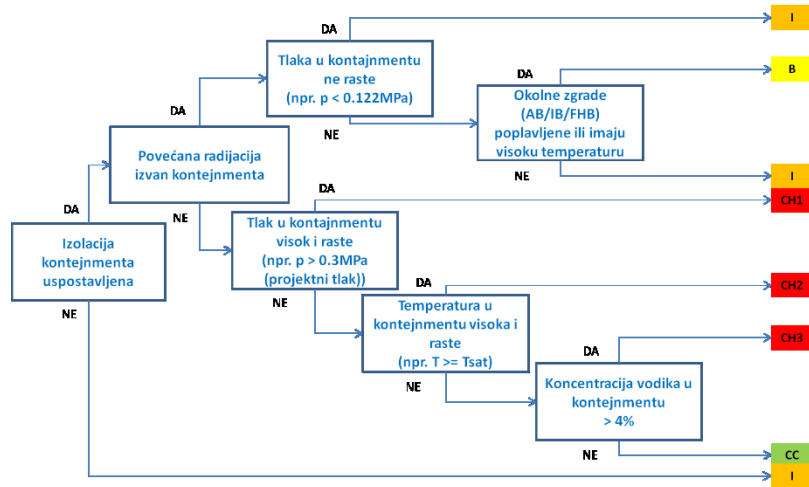 DA
I
Tlaka u kontajnmentu
ne raste
(npr. p < 0.122MPa)
DA
B
DA
NE
Okolne zgrade
(AB/IB/FHB)
poplavljene ili imaju
visoku temperaturu
Povećana radijacija
izvan kontejnmenta
NE
I
DA
CH1
DA
NE
Tlak u kontajnmentu
visok i raste
(npr. p > 0.3MPa
(projektni tlak))
Izolacija
kontejnmenta
uspostavljena
DA
CH2
NE
NE
Temperatura u
kontejnmentu visoka i
raste
(npr. T >= Tsat)
DA
CH3
NE
Koncentracija vodika u
kontejnmentu
> 4%
NE
CC
I